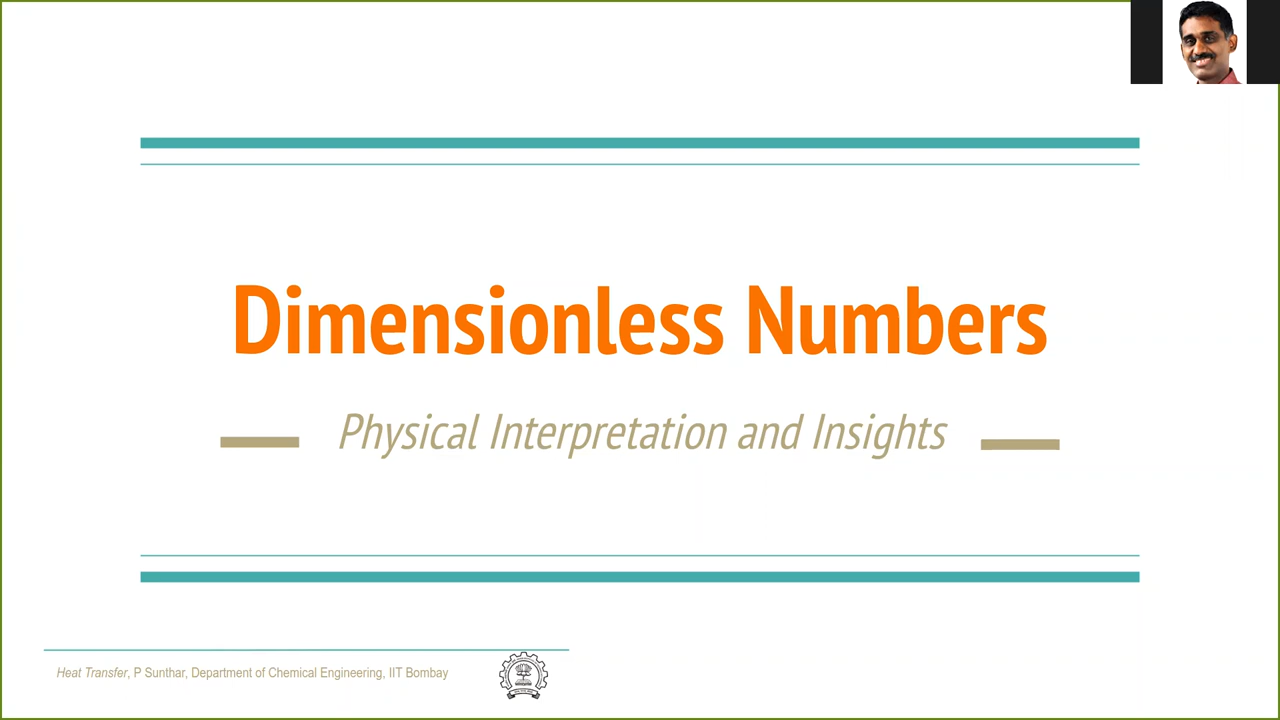 Dimensionless Numbers
Physical Interpretation and Insights
Heat Transfer, P Sunthar, Department of Chemical Engineering, IIT Bombay